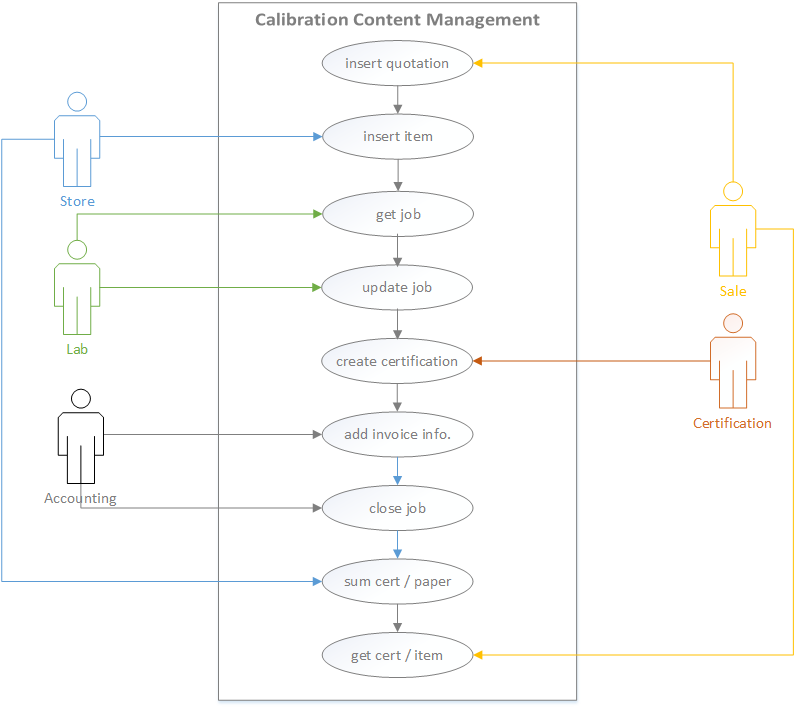 Calibration Content Management
insert quotation
insert item
Store
get job
Sale
update job
Lab
create certification
Certification
add invoice info.
Accounting
close job
sum cert / paper
get cert / item